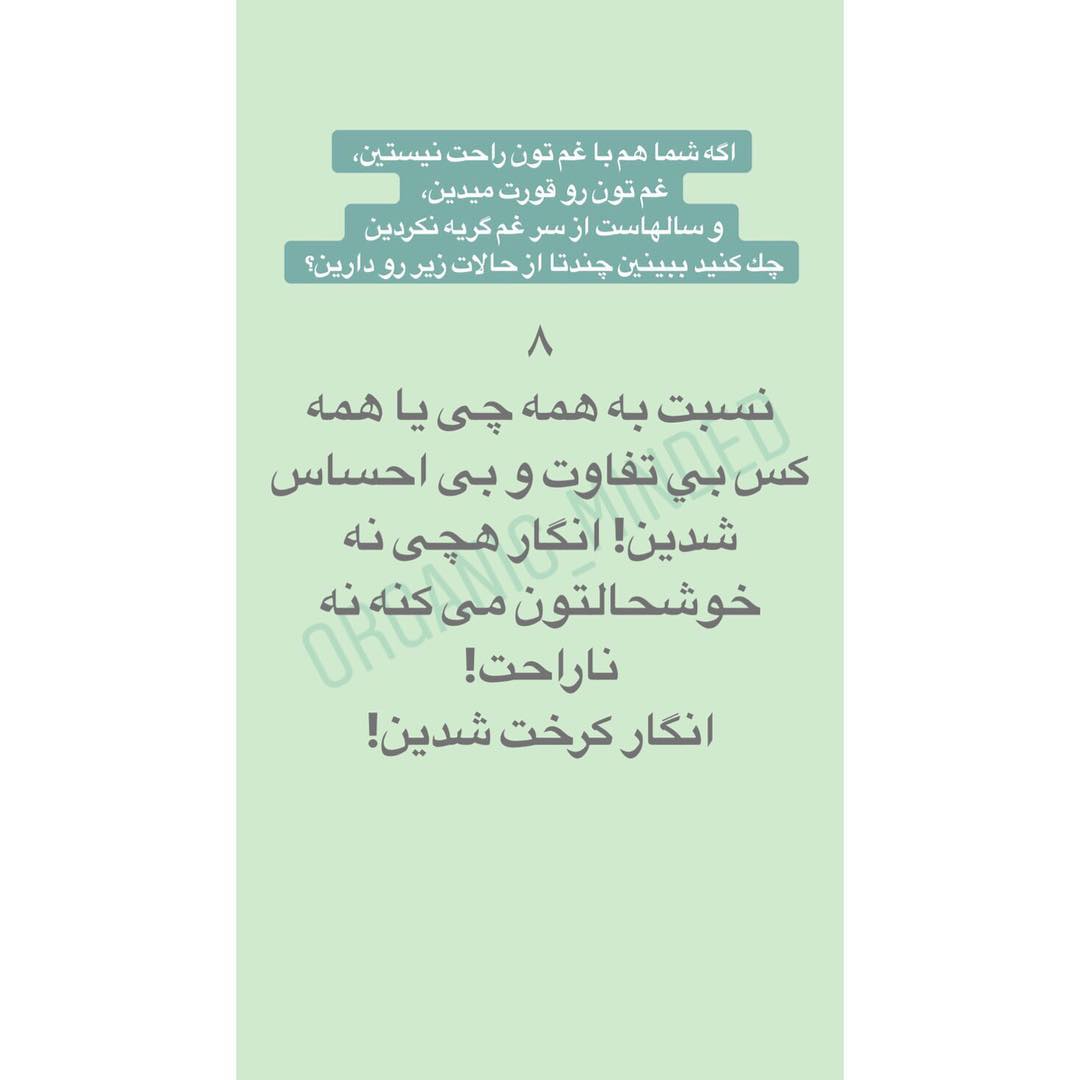 اگه شما هم با غم تون راحت نیستین،
غم تون رو قورت میدین،
و سالهاست از سر غم گریه نکردین
چك کنید ببینین چندتا از حالات زیر رو دارین؟
۸
نسبت به همه چی یا همه
کس بي تفاوت و بی احساس
شدین! انگار هچی نه
خوشحالتون می کنه نه
ناراحت!
انگار کرخت شدین!
ORGANIC_MINDED